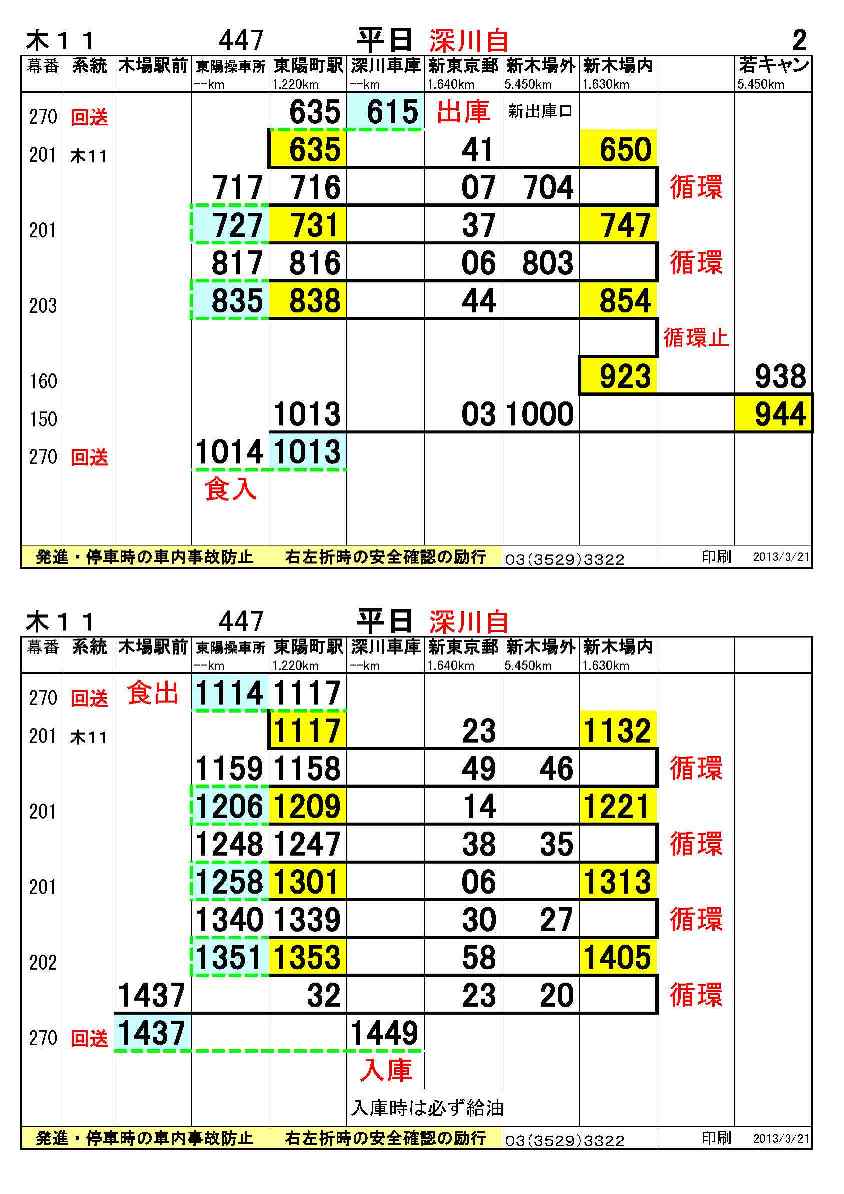 木11 447 平日 深川自 2
幕番 系統 木場駅前 東陽操車所 東陽町駅 深川車庫 新東京郵 新木場外 新木場内 若キャン
--km 1.220km --km 1.640km 5.450km 1.630km 5.450km
270 回送 635 615 出庫 新出庫口
201 木11 635 41 650
717 716 07 704 循環
201 727 731 37 747
817 816 06 803 循環
203 835 838 44 854
循環止
160 923 938
150 1013 03 1000 944
270 回送 1014 1013
食入
発進・停車時の車内事故防止 右左折時の安全確認の励行 03(3529)3322 印刷 2013/3/21
木11 447 平日 深川自
幕番 系統 木場駅前 東陽操車所 東陽町駅 深川車庫 新東京郵 新木場外 新木場内
--km 1.220km --km 1.640km 5.450km 1.630km
270 回送 食出 1114 1117
201 木11 1117 23 1132
1159 1158 49 46 循環
201 1206 1209 14 1221
1248 1247 38 35 循環
201 1258 1301 06 1313
1340 1339 30 27 循環
202 1351 1353 58 1405
1437 32 23 20 循環
270 回送 1437 1449
入庫
入庫時は必ず給油
発進・停車時の車内事故防止 右左折時の安全確認の励行 03(3529)3322 印刷 2013/3/21